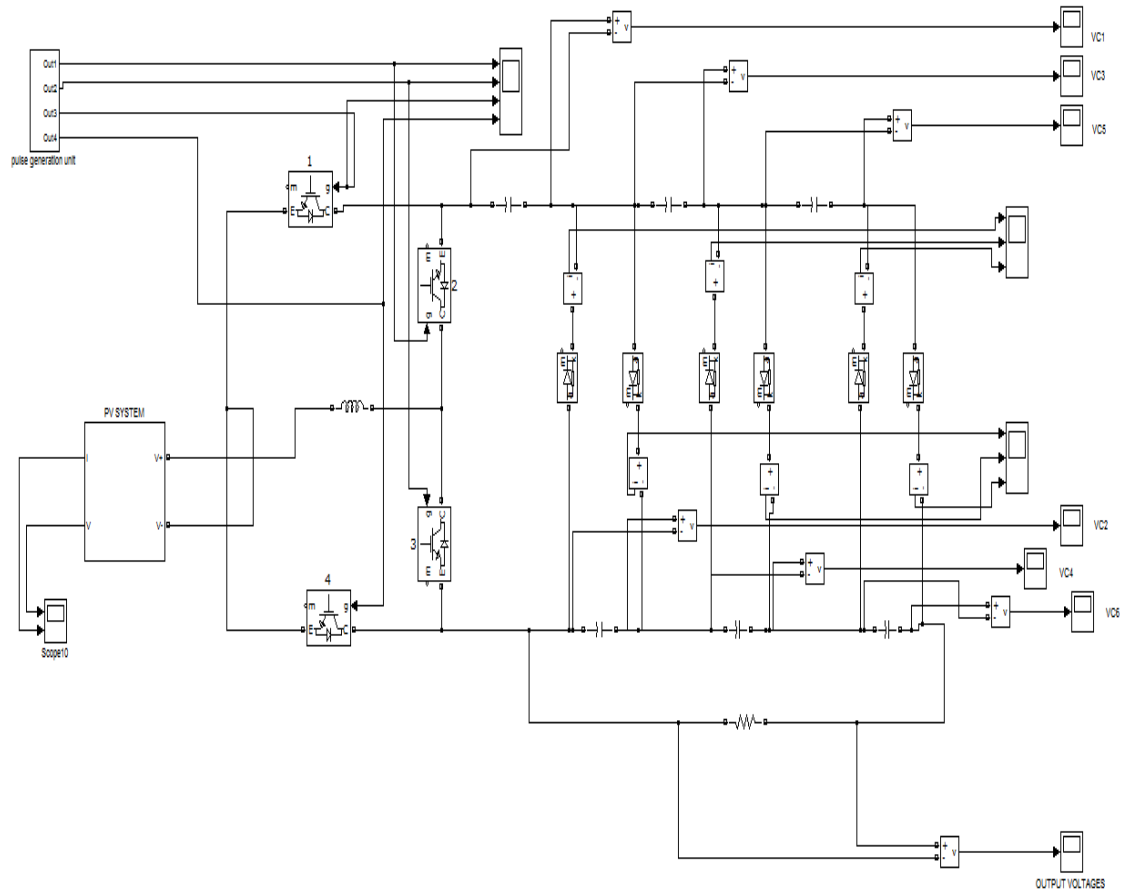 VC1
Out1
Out2
Out3
Out4
pulse generation unit
+
-
v
VC3
+
-
v
VC5
+
-
v
1
m
g
E
C
E
E
2
g
C
+
+
+
E
E
E
E
E
E
PV SYSTEM
I
V+
V
V-
+
+
+
g
C
3
E
E
+
-
v
VC2
+
-
v
VC4
4
m
g
E
C
+
-
v
VC6
Scope10
+
-
v
OUTPUT VOLTAGES